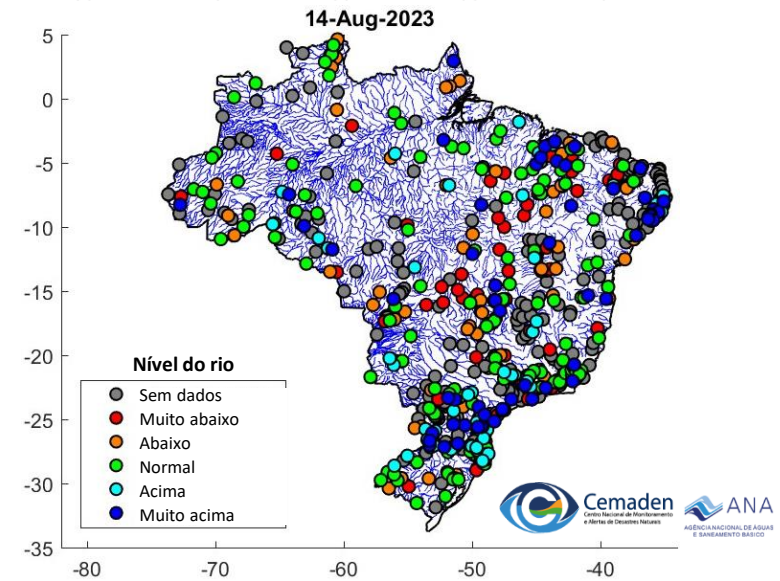 14-Aug-2023
5
0
-5
-10
-15
-20
-25
-30
-35
-80
-70
-60
-50
-40
Nível do rio
Sem dados
Muito abaixo
Abaixo
Normal
Acima
Muito acima
Cemaden
Centro Nacional de Monitoramento
e Alertas de Desastres Naturais
ANA
AGÊNCIA NACIONAL DE ÁGUAS
E SANEAMENTO BÁSICO